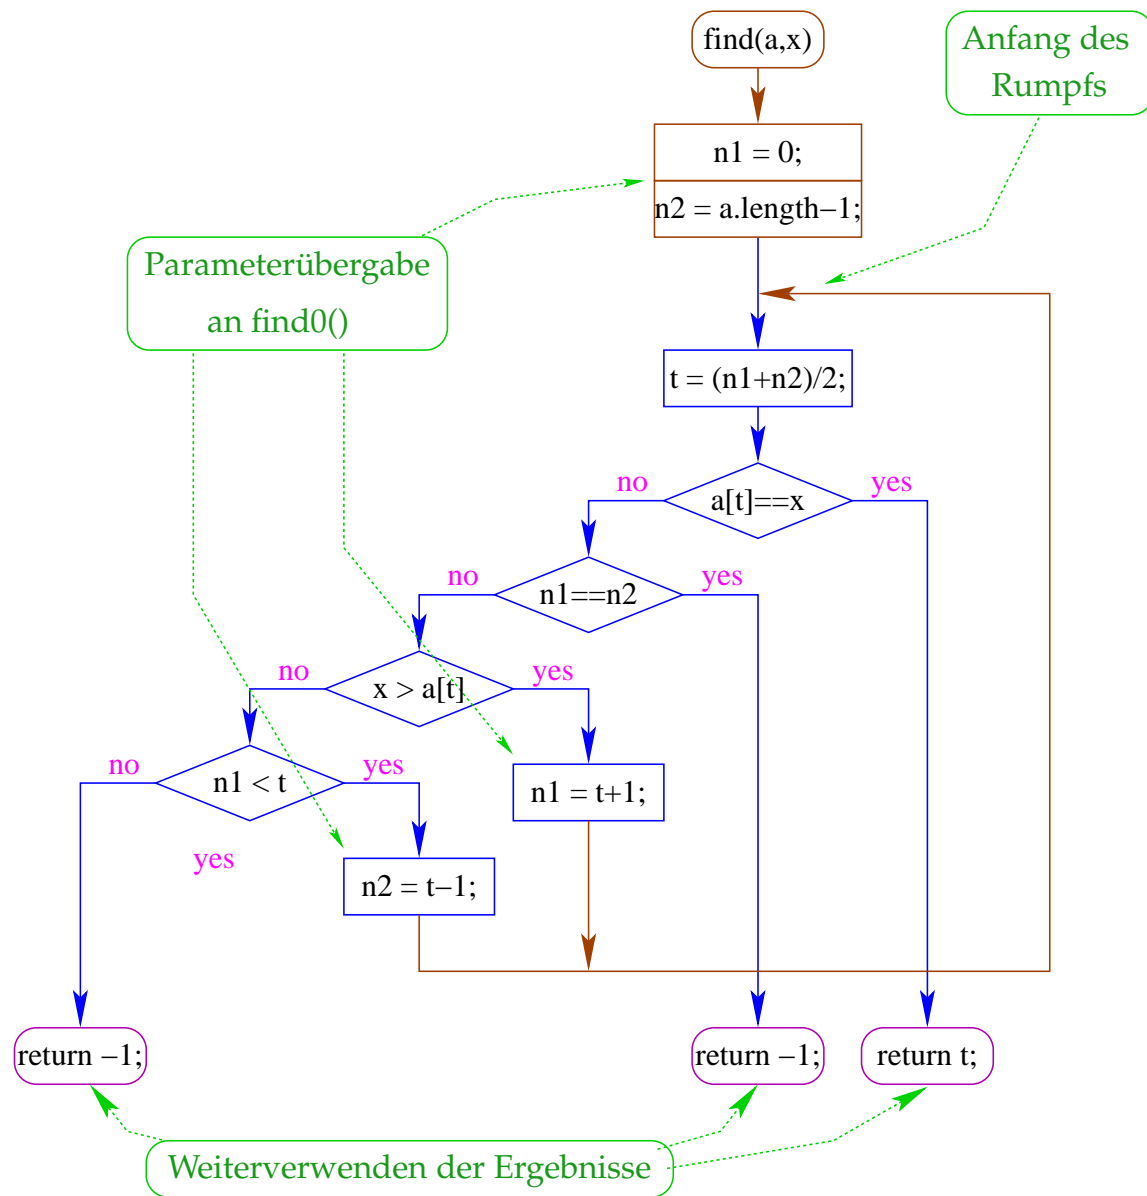 find(a,x)
Anfang des
Rumpfs
n1 = 0;
n2 = a.length−1;
Parameterübergabe
an find0()
t = (n1+n2)/2;
no
yes
a[t]==x
no
yes
n1==n2
no
yes
x > a[t]
no
yes
n1 < t
n1 = t+1;
yes
n2 = t−1;
return −1;
return −1;
return t;
Weiterverwenden der Ergebnisse